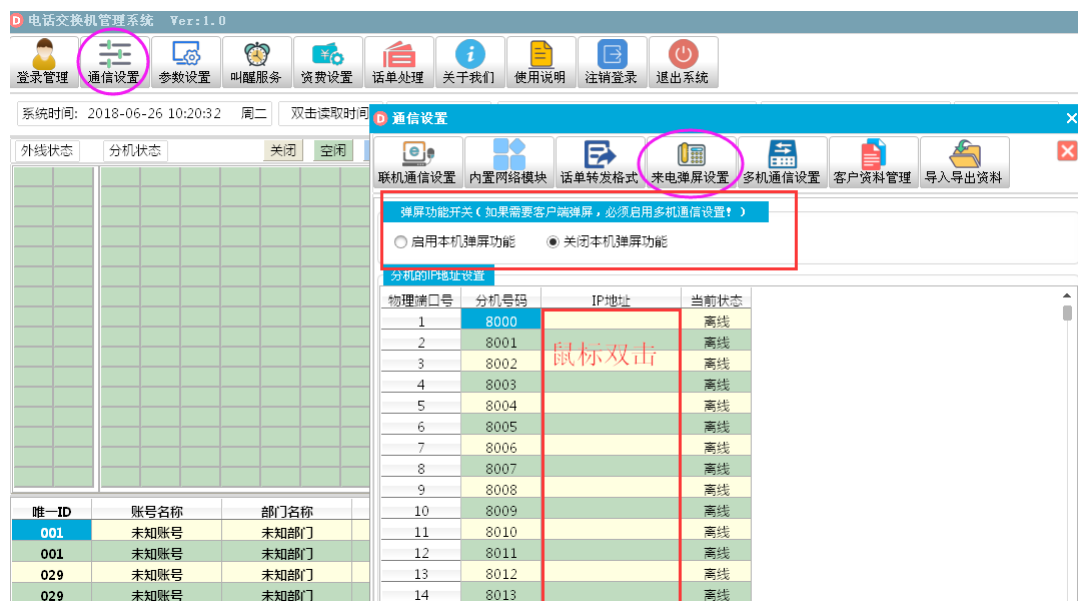 电话交换机管理系统 Ver:1.0
登录管理 通信设置 参数设置 叫醒服务 资费设置 话单处理 关于我们 使用说明 注销登录 退出系统
系统时间: 2018-06-26 10:20:32 周二 双击读取时间
外线状态 分机状态 关闭 空闲
通信设置
联机通信设置 内置网络模块 话单转发格式 来电弹屏设置 多机通信设置 客户资料管理 导入导出资料
弹屏功能开关(如果需要客户端弹屏,必须启用多机通信设置!)
启用本机弹屏功能 关闭本机弹屏功能
分机的IP地址设置
物理端口号 分机号码 IP地址 当前状态
1 8000 离线
2 8001 离线
鼠标双击
3 8002 离线
4 8003 离线
5 8004 离线
6 8005 离线
7 8006 离线
8 8007 离线
9 8008 离线
10 8009 离线
11 8010 离线
12 8011 离线
13 8012 离线
14 8013 离线
唯一ID 账号名称 部门名称
001 未知账号 未知部门
001 未知账号 未知部门
029 未知账号 未知部门
029 未知账号 未知部门